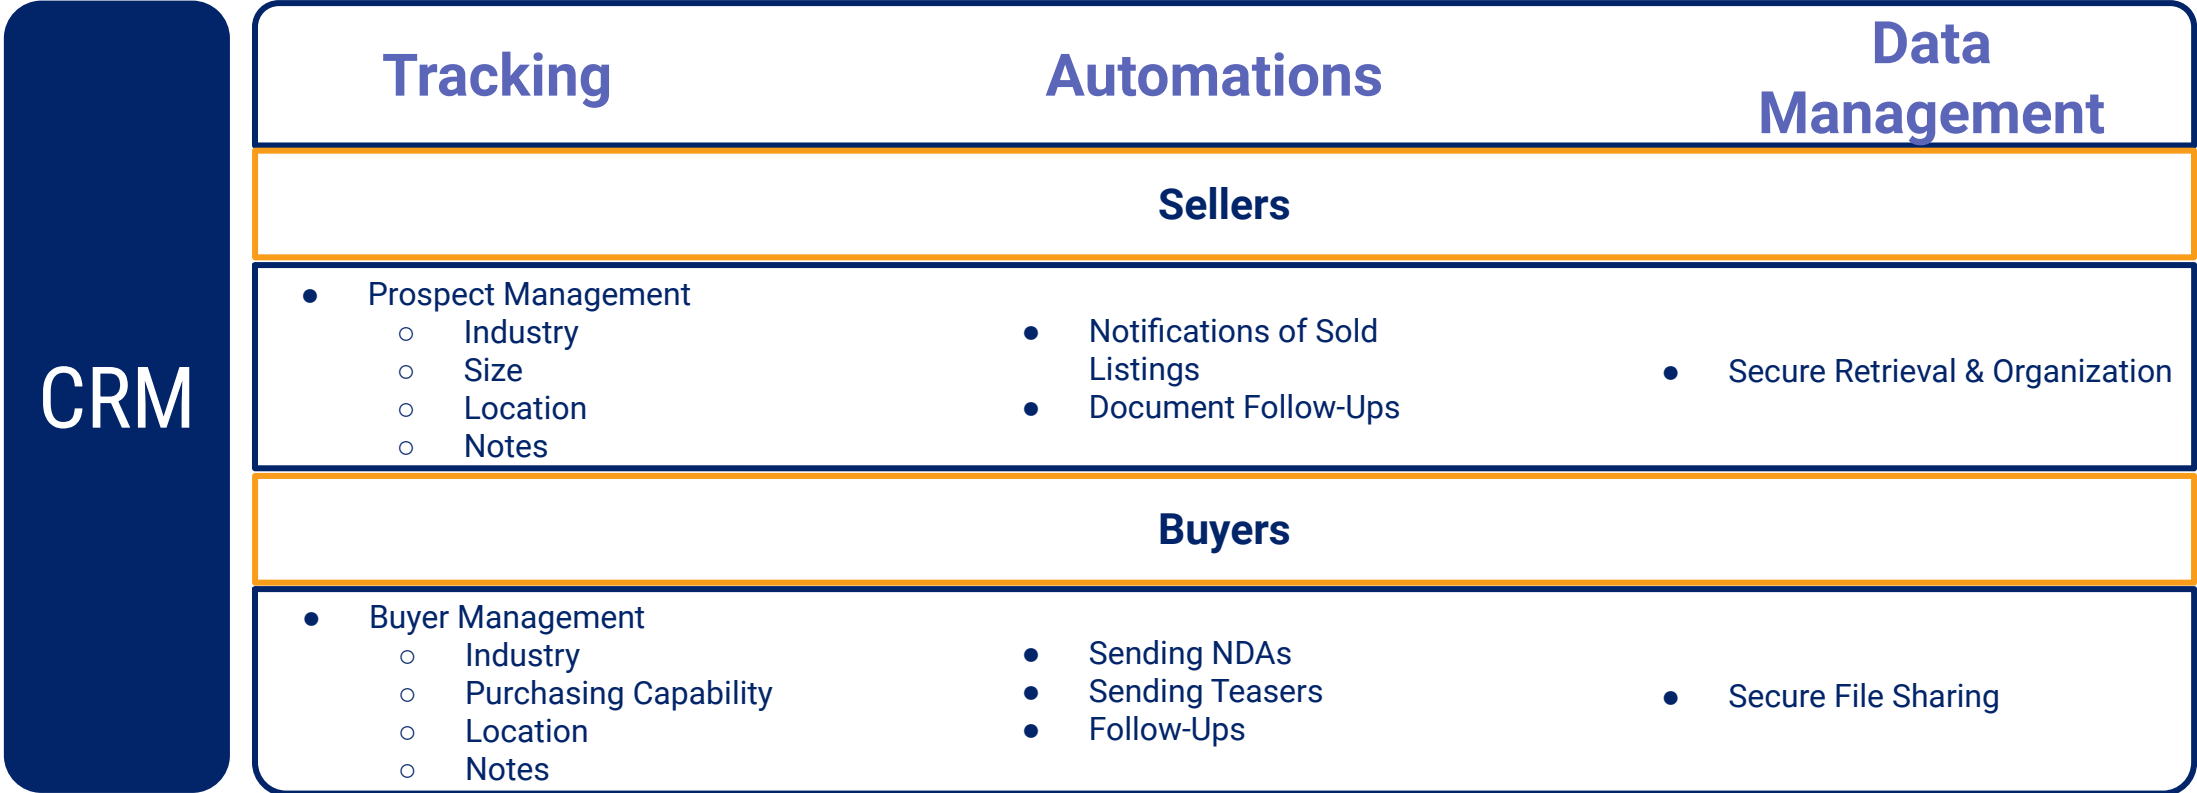 CRM
Tracking
Automations
Data
Management
Sellers
● Prospect Management
○ Industry
○ Size
○ Location
○ Notes
● Notifications of Sold
Listings
● Document Follow-Ups
● Secure Retrieval & Organization
Buyers
● Buyer Management
○ Industry
○ Purchasing Capability
○ Location
○ Notes
● Sending NDAs
● Sending Teasers
● Follow-Ups
● Secure File Sharing